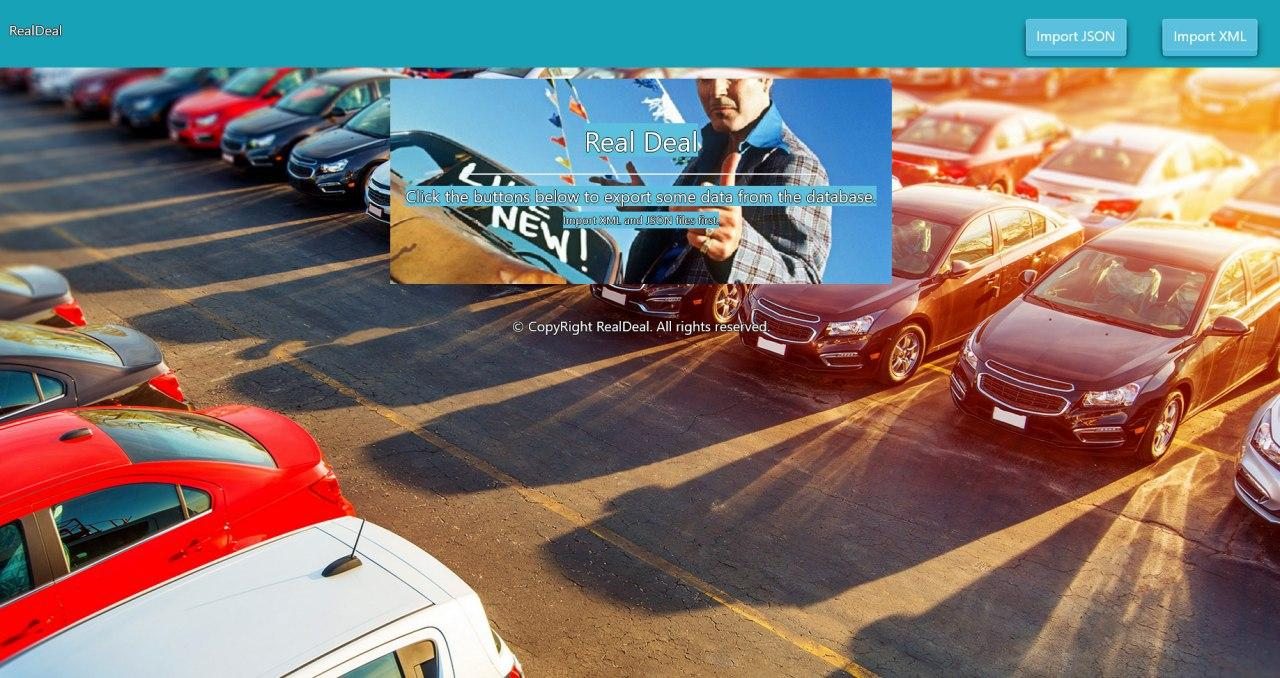 RealDeal
Import JSON
Import XML
Real Deal
Click the buttons below to export some data from the database.
Import XML and JSON files first.
LIKE
NEW!
© CopyRight RealDeal. All rights reserved.